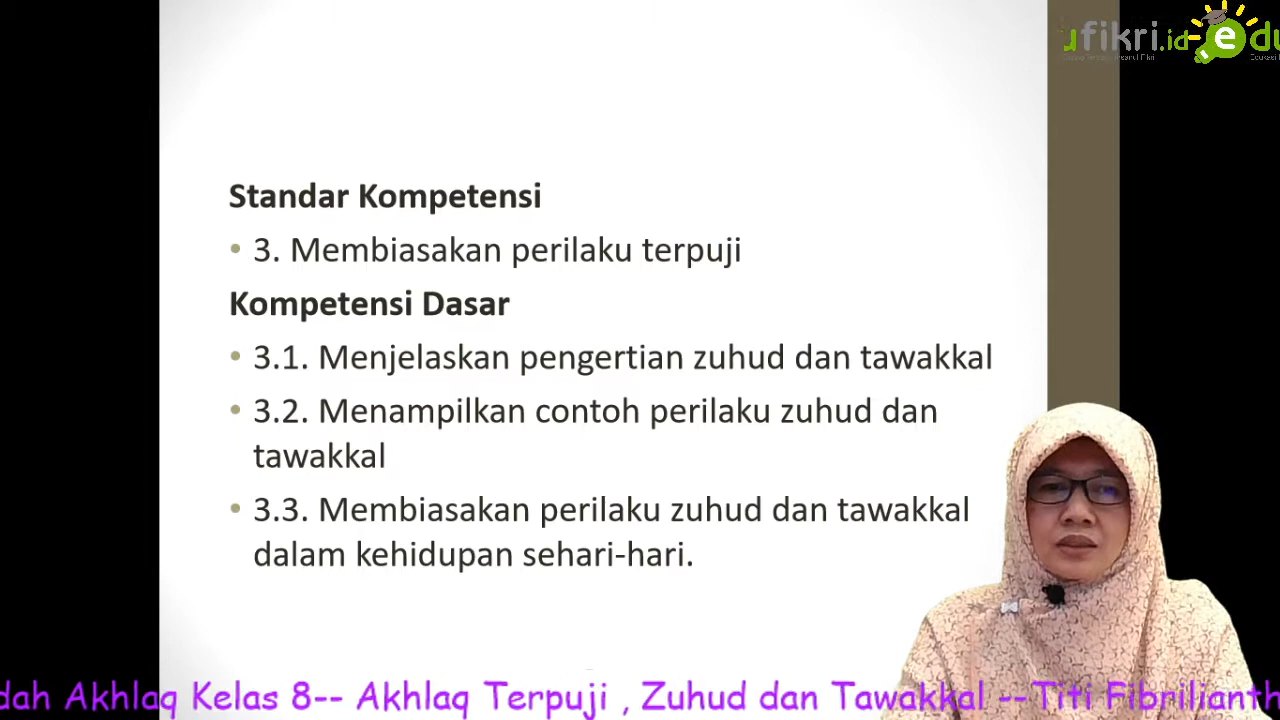 ufikri.id edu
Standar Kompetensi
• 3. Membiasakan perilaku terpuji
Kompetensi Dasar
• 3.1. Menjelaskan pengertian zuhud dan tawakkal
• 3.2. Menampilkan contoh perilaku zuhud dan
tawakkal
• 3.3. Membiasakan perilaku zuhud dan tawakkal
dalam kehidupan sehari-hari.
dah Akhlaq Kelas 8-- Akhlaq Terpuji , Zuhud dan Tawakkal --Titi Fibrilianth